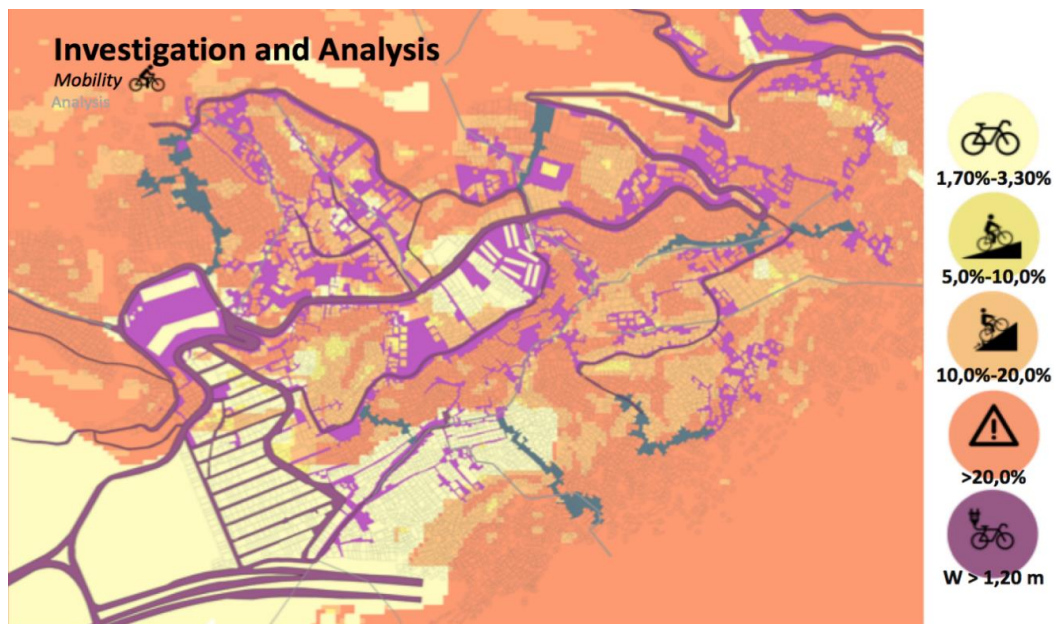 Investigation and Analysis
Mobility
Analysis
1,70%-3,30%
5,0%-10,0%
10,0%-20,0%
>20,0%
W > 1,20 m